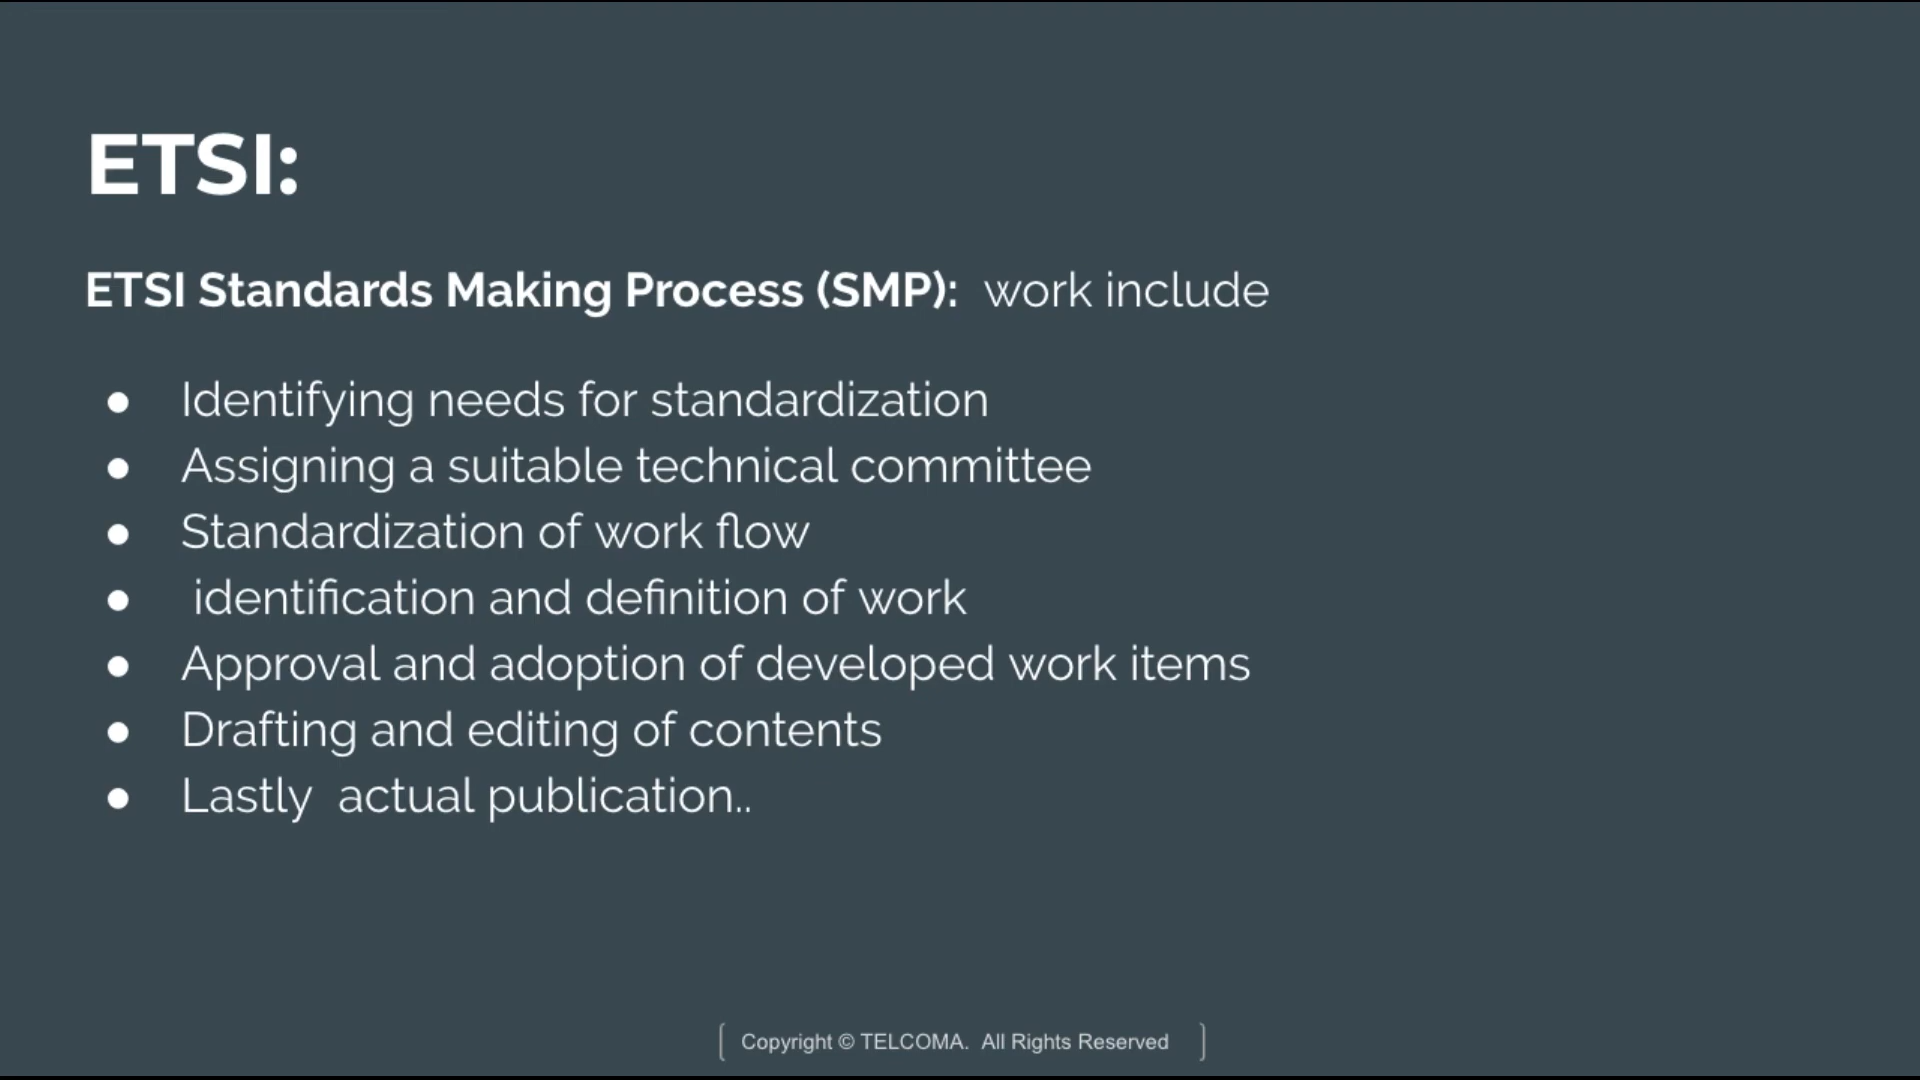 ETSI:
ETSI Standards Making Process (SMP): work include
● Identifying needs for standardization
● Assigning a suitable technical committee
● Standardization of work flow
● identification and definition of work
● Approval and adoption of developed work items
● Drafting and editing of contents
● Lastly actual publication..
Copyright © TELCOMA. All Rights Reserved